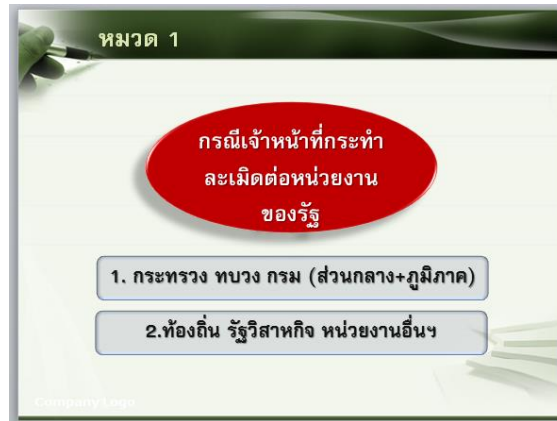 หมวด 1
กรณีเจ้าหน้าที่กระทำ
ละเมิดต่อหน่วยงาน
ของรัฐ
1. กระทรวง ทบวง กรม (ส่วนกลาง+ภูมิภาค)
2.ท้องถิ่น รัฐวิสาหกิจ หน่วยงานอื่นฯ
Company Logo